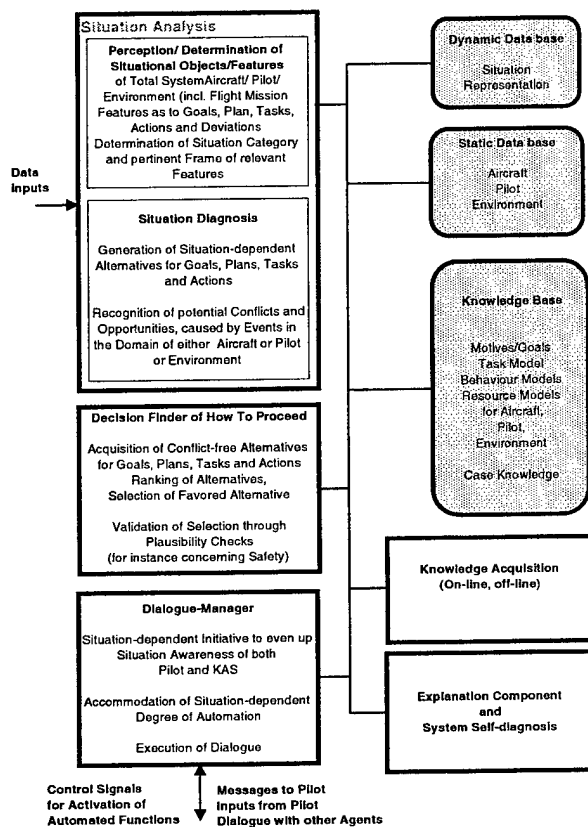 Situation Analysis
Perception/ Determination of
Situational Objects/Features
of Total SystemAircraft/ Pilot/
Environment (incl. Flight Mission
Features as to Goals, Plan, Tasks,
Actions and Deviations
Determination of Situation Category
and pertinent Frame of relevant
Features
Data
inputs
Situation Diagnosis
Generation of Situation-dependent
Alternatives for Goals, Plans, Tasks
and Actions
Recognition of potential Conflicts and
Opportunities, caused by Events in
the Domain of either Aircraft or Pilot
or Environment
Decision Finder of How To Proceed
Acquisition of Conflict-free Alternatives
for Goals, Plans, Tasks and Actions
Ranking of Alternatives,
Selection of Favored Alternative
Validation of Selection through
Plausibility Checks
(for instance concerning Safety)
Dialogue-Manager
Situation-dependent Initiative to even up
Situation Awareness of both
Pilot and KAS
Accommodation of Situation-dependent
Degree of Automation
Execution of Dialogue
Control Signals
for Activation of
Automated Functions
Messages to Pilot
Inputs from Pilot
Dialogue with other Agents
Dynamic Data base
Situation
Representation
Static Data base
Aircraft
Pilot
Environment
Knowledge Base
Motives/Goals
Task Model
Behaviour Models
Resource Models
for Aircraft,
Pilot,
Environment
Case Knowledge
Knowledge Acquisition
(On-line, off-line)
Explanation Component
and
System Self-diagnosis